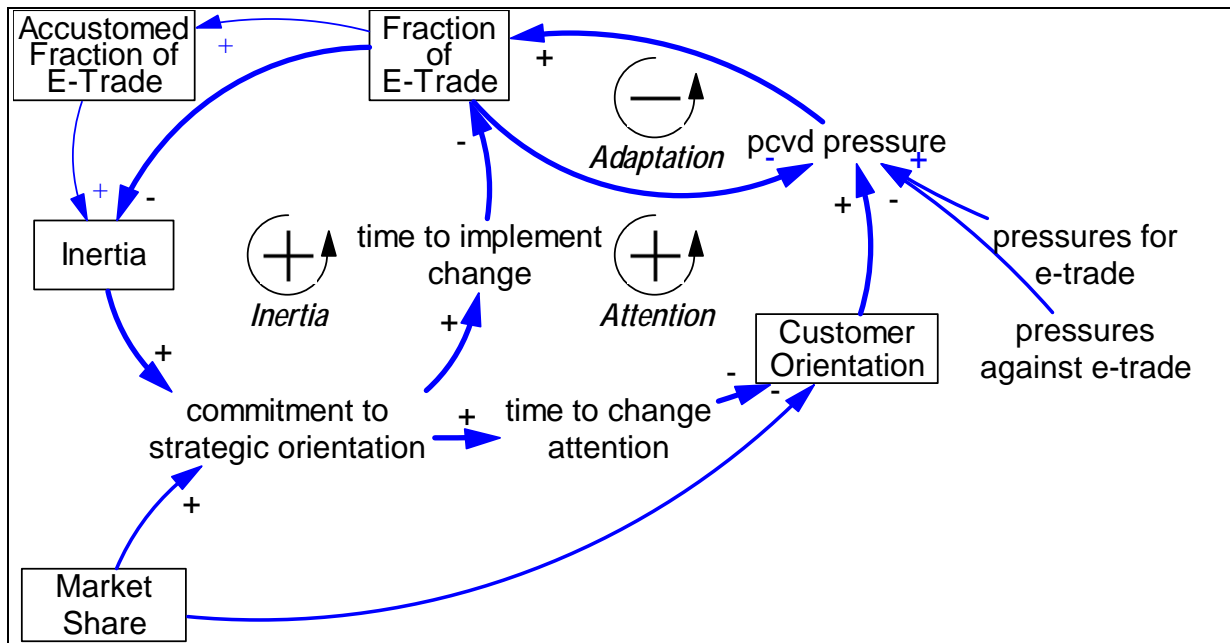 Accustomed
Fraction of
E-Trade
+
Fraction
of
E-Trade
+
-
Adaptation
pcvd pressure
-
+
-
+
-
+
-
Inertia
+
Inertia
time to implement
change
+
Attention
pressures for
e-trade
pressures
against e-trade
Customer
Orientation
+
+
-
-
commitment to
strategic orientation
+
time to change
attention
+
Market
Share